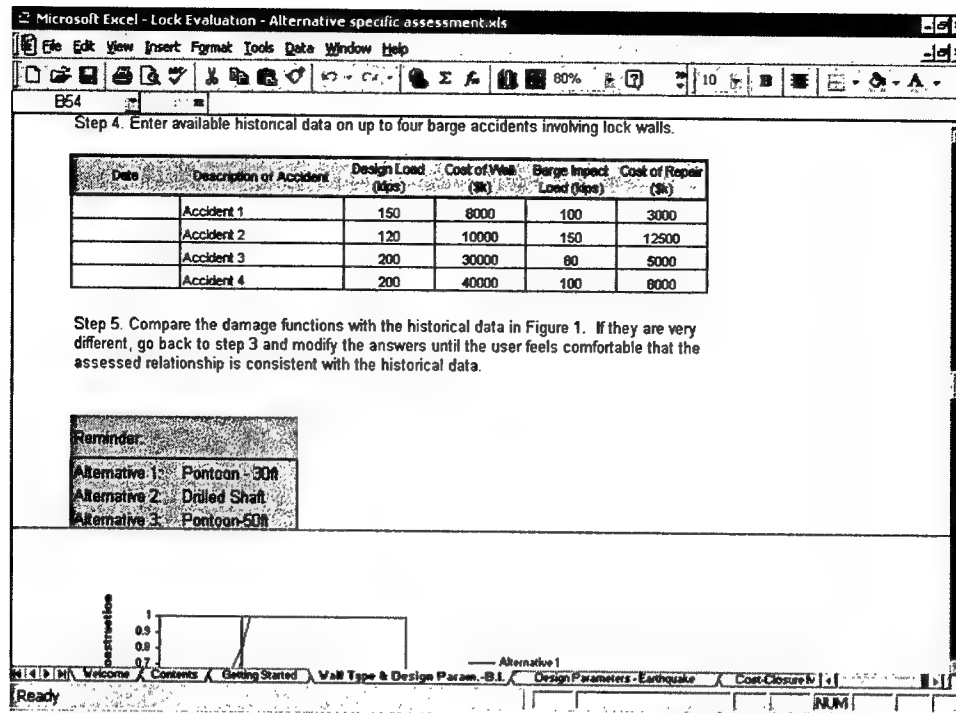 Microsoft Excel - Lock Evaluation - Alternative specific assessment.xls
File Edit View Insert Format Tools Data Window Help
80% 10 B A
B54 =
Step 4. Enter available historical data on up to four barge accidents involving lock walls.
Date Description of Accident Design Load (kips) Cost of Wall ($k) Barge Impact Load (kips) Cost of Repair ($k)
Accident 1 150 8000 100 3000
Accident 2 120 10000 150 12500
Accident 3 200 30000 80 5000
Accident 4 200 40000 100 8000
Step 5. Compare the damage functions with the historical data in Figure 1. If they are very
different, go back to step 3 and modify the answers until the user feels comfortable that the
assessed relationship is consistent with the historical data.
Reminder:
Alternative 1: Pontoon - 30ft
Alternative 2: Drilled Shaft
Alternative 3: Pontoon-50ft
1
0.9
0.8
0.7
Alternative 1
Welcome Contents Getting Started Wall Type & Design Param.-B.I. Design Parameters - Earthquake
Ready NUM